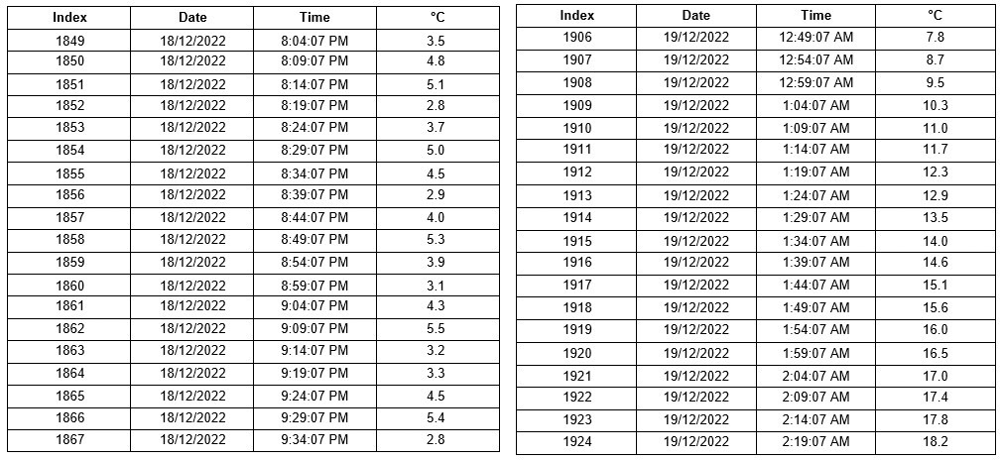 Index Date Time °C
1849 18/12/2022 8:04:07 PM 3.5
1850 18/12/2022 8:09:07 PM 4.8
1851 18/12/2022 8:14:07 PM 5.1
1852 18/12/2022 8:19:07 PM 2.8
1853 18/12/2022 8:24:07 PM 3.7
1854 18/12/2022 8:29:07 PM 5.0
1855 18/12/2022 8:34:07 PM 4.5
1856 18/12/2022 8:39:07 PM 2.9
1857 18/12/2022 8:44:07 PM 4.0
1858 18/12/2022 8:49:07 PM 5.3
1859 18/12/2022 8:54:07 PM 3.9
1860 18/12/2022 8:59:07 PM 3.1
1861 18/12/2022 9:04:07 PM 4.3
1862 18/12/2022 9:09:07 PM 5.5
1863 18/12/2022 9:14:07 PM 3.2
1864 18/12/2022 9:19:07 PM 3.3
1865 18/12/2022 9:24:07 PM 4.5
1866 18/12/2022 9:29:07 PM 5.4
1867 18/12/2022 9:34:07 PM 2.8
Index Date Time °C
1906 19/12/2022 12:49:07 AM 7.8
1907 19/12/2022 12:54:07 AM 8.7
1908 19/12/2022 12:59:07 AM 9.5
1909 19/12/2022 1:04:07 AM 10.3
1910 19/12/2022 1:09:07 AM 11.0
1911 19/12/2022 1:14:07 AM 11.7
1912 19/12/2022 1:19:07 AM 12.3
1913 19/12/2022 1:24:07 AM 12.9
1914 19/12/2022 1:29:07 AM 13.5
1915 19/12/2022 1:34:07 AM 14.0
1916 19/12/2022 1:39:07 AM 14.6
1917 19/12/2022 1:44:07 AM 15.1
1918 19/12/2022 1:49:07 AM 15.6
1919 19/12/2022 1:54:07 AM 16.0
1920 19/12/2022 1:59:07 AM 16.5
1921 19/12/2022 2:04:07 AM 17.0
1922 19/12/2022 2:09:07 AM 17.4
1923 19/12/2022 2:14:07 AM 17.8
1924 19/12/2022 2:19:07 AM 18.2